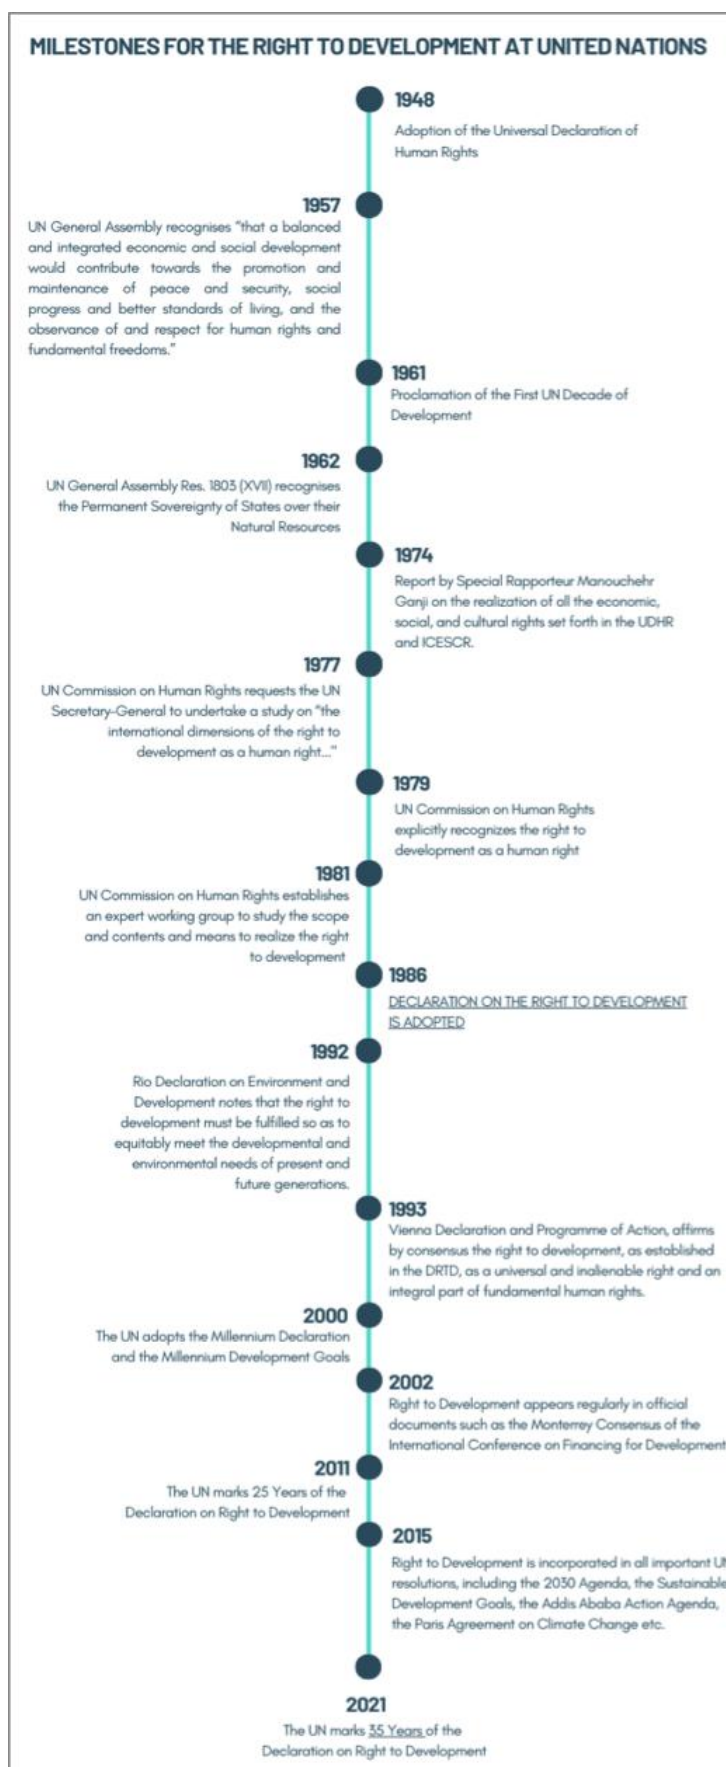 MILESTONES FOR THE RIGHT TO DEVELOPMENT AT UNITED NATIONS
1948
Adoption of the Universal Declaration of
Human Rights
1957
UN General Assembly recognises "that a balanced
and integrated economic and social development
would contribute towards the promotion and
maintenance of peace and security, social
progress and better standards of living, and the
observance of and respect for human rights and
fundamental freedoms."
1961
Proclamation of the First UN Decade of
Development
1962
UN General Assembly Res. 1803 (XVII) recognises
the Permanent Sovereignty of States over their
Natural Resources
1974
Report by Special Rapporteur Manouchehr
Ganji on the realization of all the economic,
social, and cultural rights set forth in the UDHR
and ICESCR.
1977
UN Commission on Human Rights requests the UN
Secretary-General to undertake a study on "the
international dimensions of the right to
development as a human right..."
1979
UN Commission on Human Rights
explicitly recognizes the right to
development as a human right
1981
UN Commission on Human Rights establishes
an expert working group to study the scope
and contents and means to realize the right
to development
1986
DECLARATION ON THE RIGHT TO DEVELOPMENT
IS ADOPTED
1992
Rio Declaration on Environment and
Development notes that the right to
development must be fulfilled so as to
equitably meet the developmental and
environmental needs of present and
future generations.
1993
Vienna Declaration and Programme of Action, affirms
by consensus the right to development, as established
in the DRTD, as a universal and inalienable right and an
integral part of fundamental human rights.
2000
The UN adopts the Millennium Declaration
and the Millennium Development Goals
2002
Right to Development appears regularly in official
documents such as the Monterrey Consensus of the
International Conference on Financing for Development
2011
The UN marks 25 Years of the
Declaration on Right to Development
2015
Right to Development is incorporated in all important UN
resolutions, including the 2030 Agenda, the Sustainable
Development Goals, the Addis Ababa Action Agenda,
the Paris Agreement on Climate Change etc.
2021
The UN marks 35 Years of the
Declaration on Right to Development